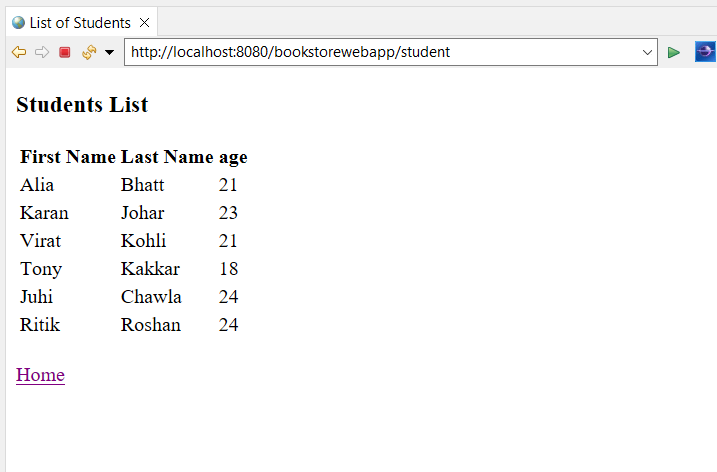 List of Students
http://localhost:8080/bookstorewebapp/student
Students List
First Name Last Name age
Alia Bhatt 21
Karan Johar 23
Virat Kohli 21
Tony Kakkar 18
Juhi Chawla 24
Ritik Roshan 24
Home